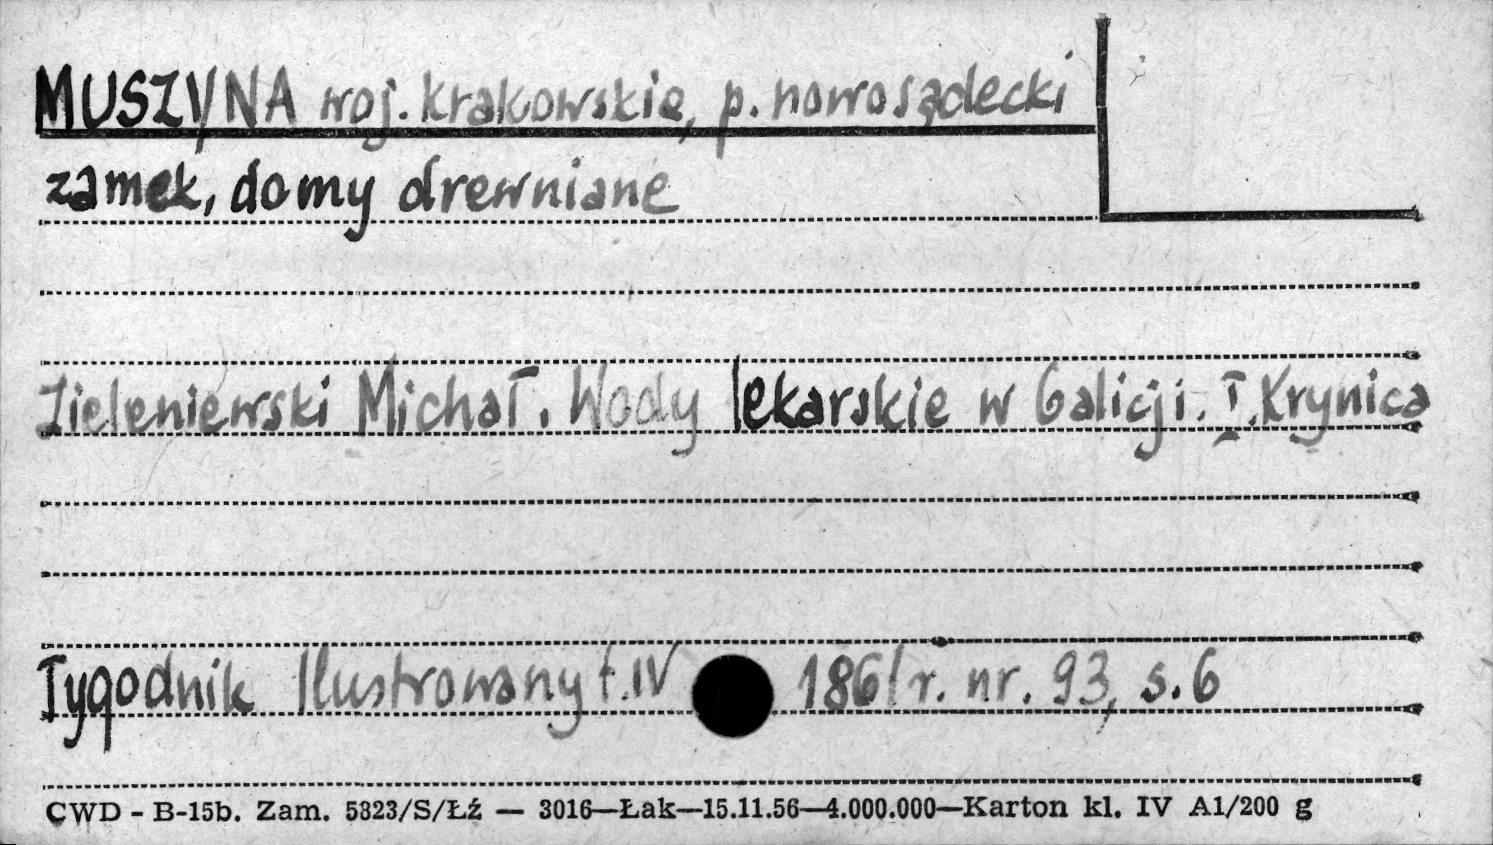 MUSZYNA woj. krakowskie, p. nowosądecki
zamek, domy drewniane
Zieleniewski Michał. Wody lekarskie w Galicji. I. Krynica
Tygodnik Ilustrowany t. IV 1861 r. nr. 93, s. 6
CWD - B-15b. Zam. 5823/S/Łź — 3016—Łak—15.11.56—4.000.000—Karton kl. IV A1/200 g